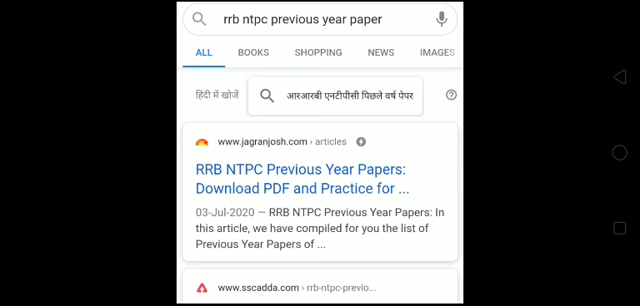 rrb ntpc previous year paper
ALL BOOKS SHOPPING NEWS IMAGES
हिंदी में खोजें आरआरबी एनटीपीसी पिछले वर्ष पेपर
www.jagranjosh.com › articles
RRB NTPC Previous Year Papers:
Download PDF and Practice for ...
03-Jul-2020 — RRB NTPC Previous Year Papers: In
this article, we have compiled for you the list of
Previous Year Papers of ...
www.sscadda.com › rrb-ntpc-previo...